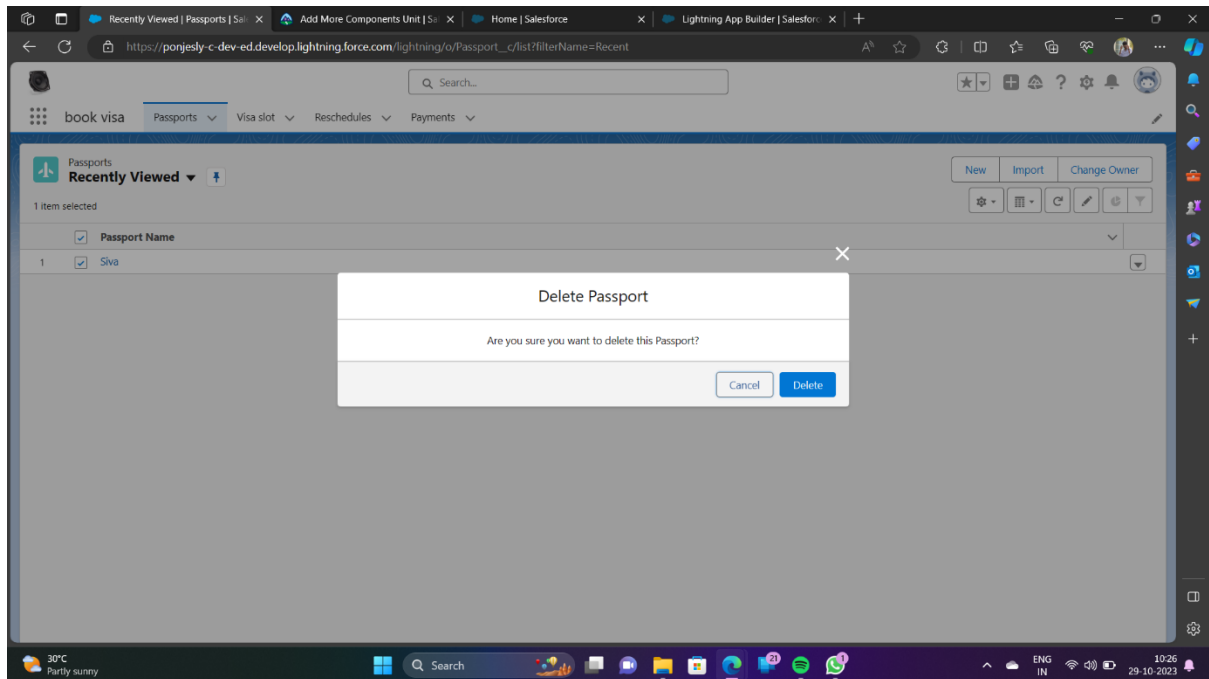 Recently Viewed | Passports | Sale
Add More Components Unit | Sa
Home | Salesforce
Lightning App Builder | Salesforc
https://ponjesly-c-dev-ed.develop.lightning.force.com/lightning/o/Passport__c/list?filterName=Recent
Search...
book visa
Passports
Visa slot
Reschedules
Payments
Passports
Recently Viewed
New
Import
Change Owner
1 item selected
Passport Name
1
Siva
Delete Passport
Are you sure you want to delete this Passport?
Cancel
Delete
30°C
Partly sunny
Search
21
1
ENG
IN
10:26
29-10-2023